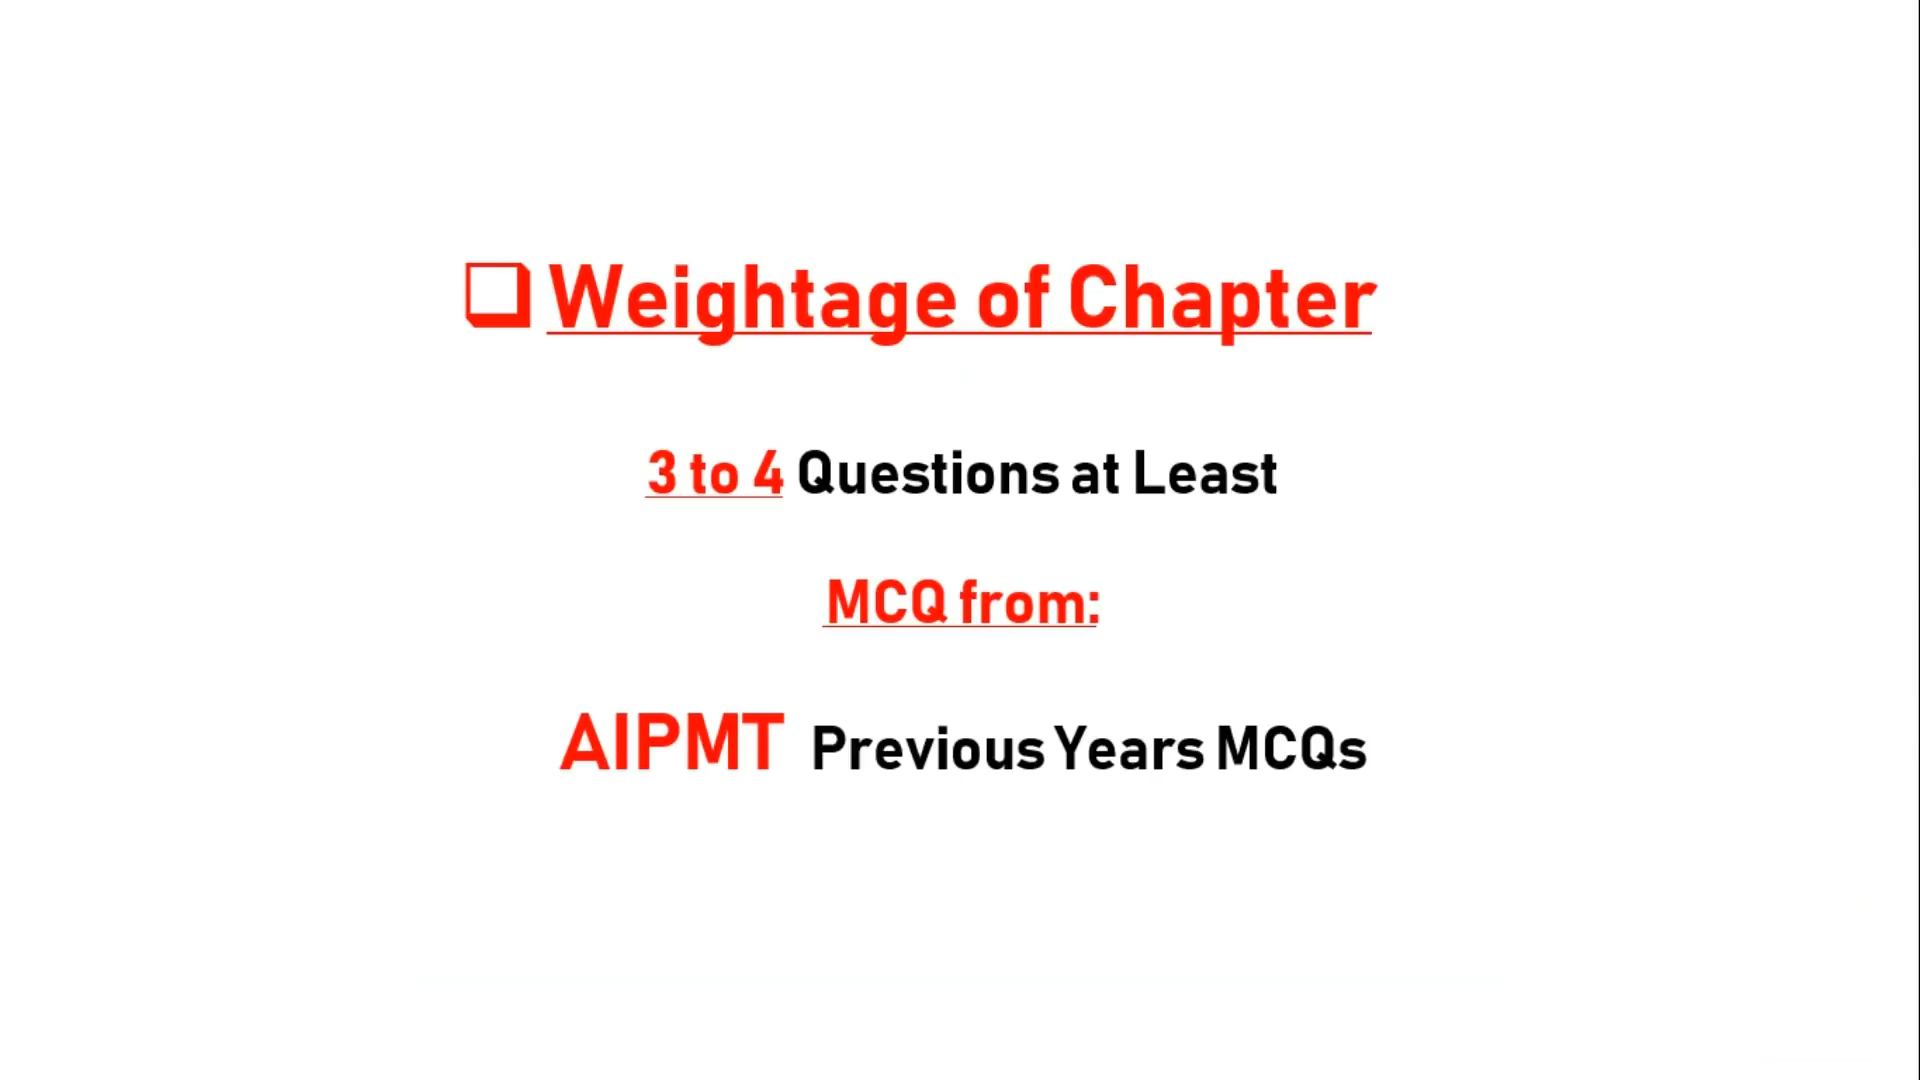 ❑ Weightage of Chapter
3 to 4 Questions at Least
MCQ from:
AIPMT Previous Years MCQs